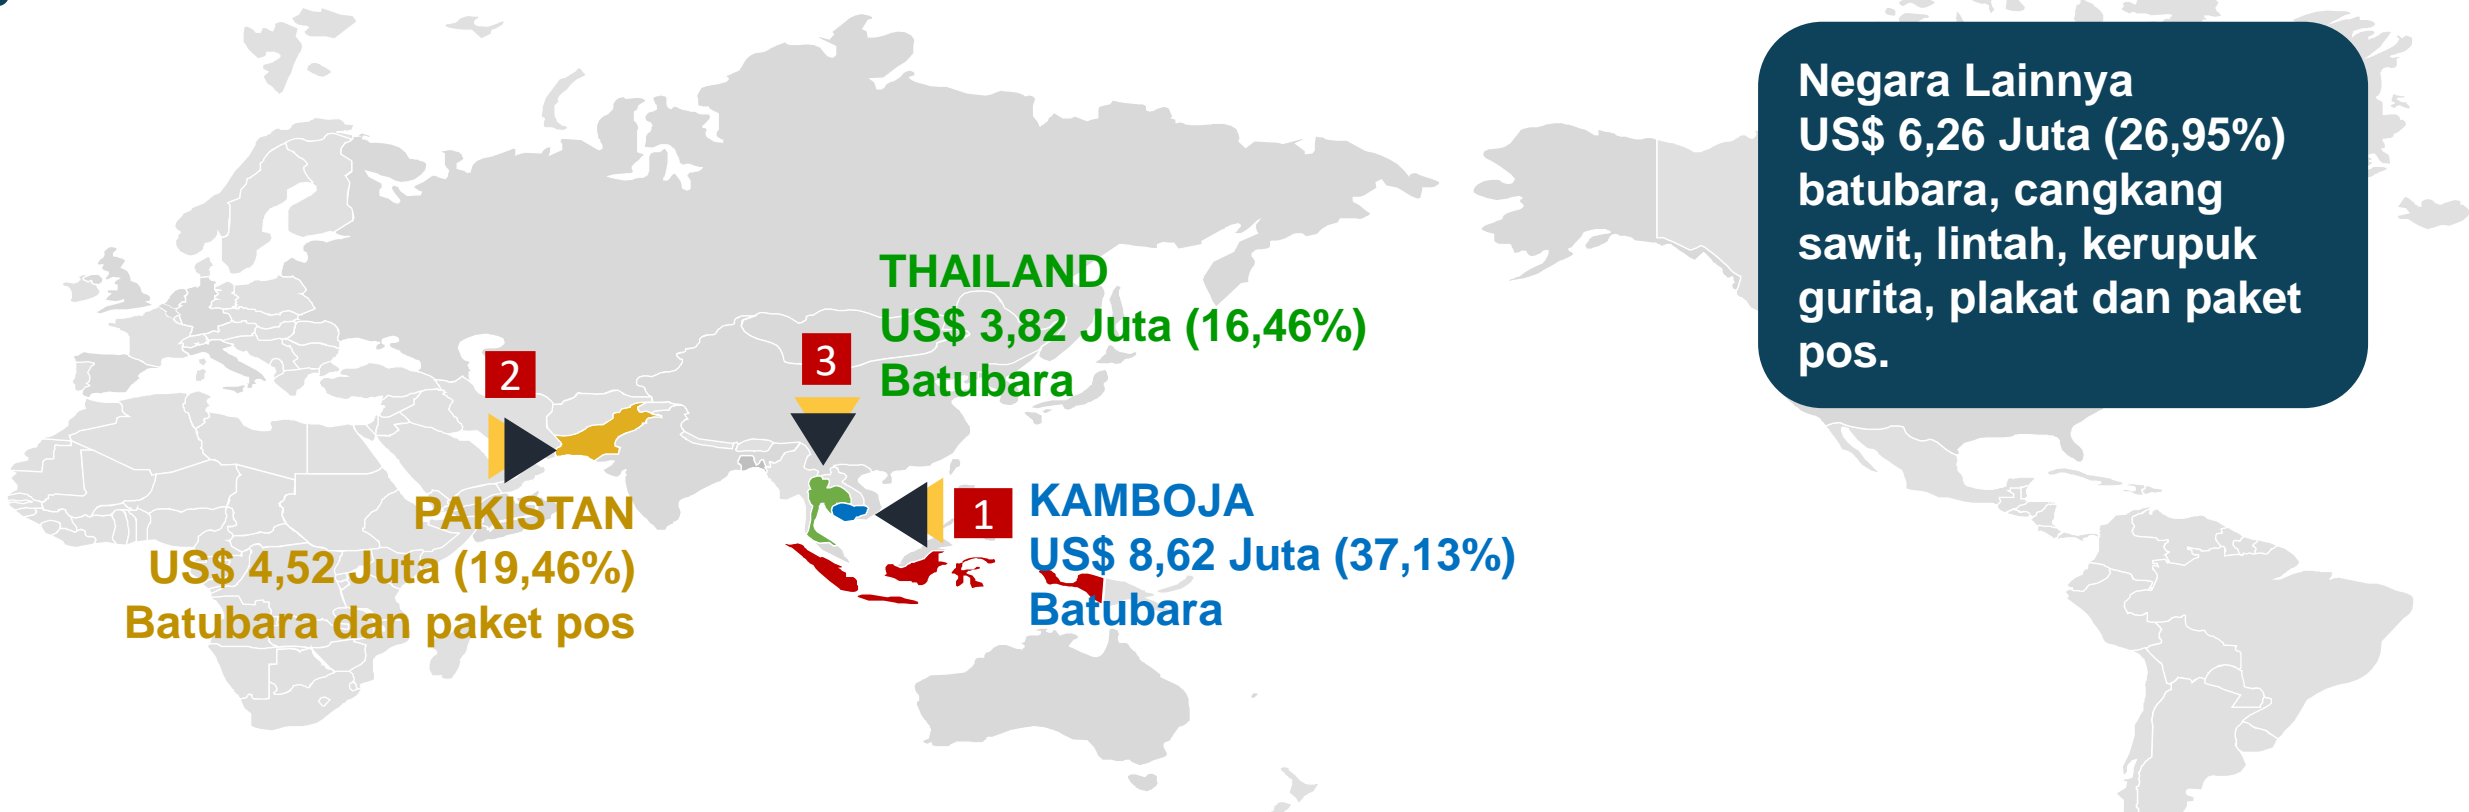 Negara Lainnya
US$ 6,26 Juta (26,95%)
batubara, cangkang
sawit, lintah, kerupuk
gurita, plakat dan paket
pos.
THAILAND
US$ 3,82 Juta (16,46%)
Batubara
3
2
PAKISTAN
US$ 4,52 Juta (19,46%)
Batubara dan paket pos
1
KAMBOJA
US$ 8,62 Juta (37,13%)
Batubara